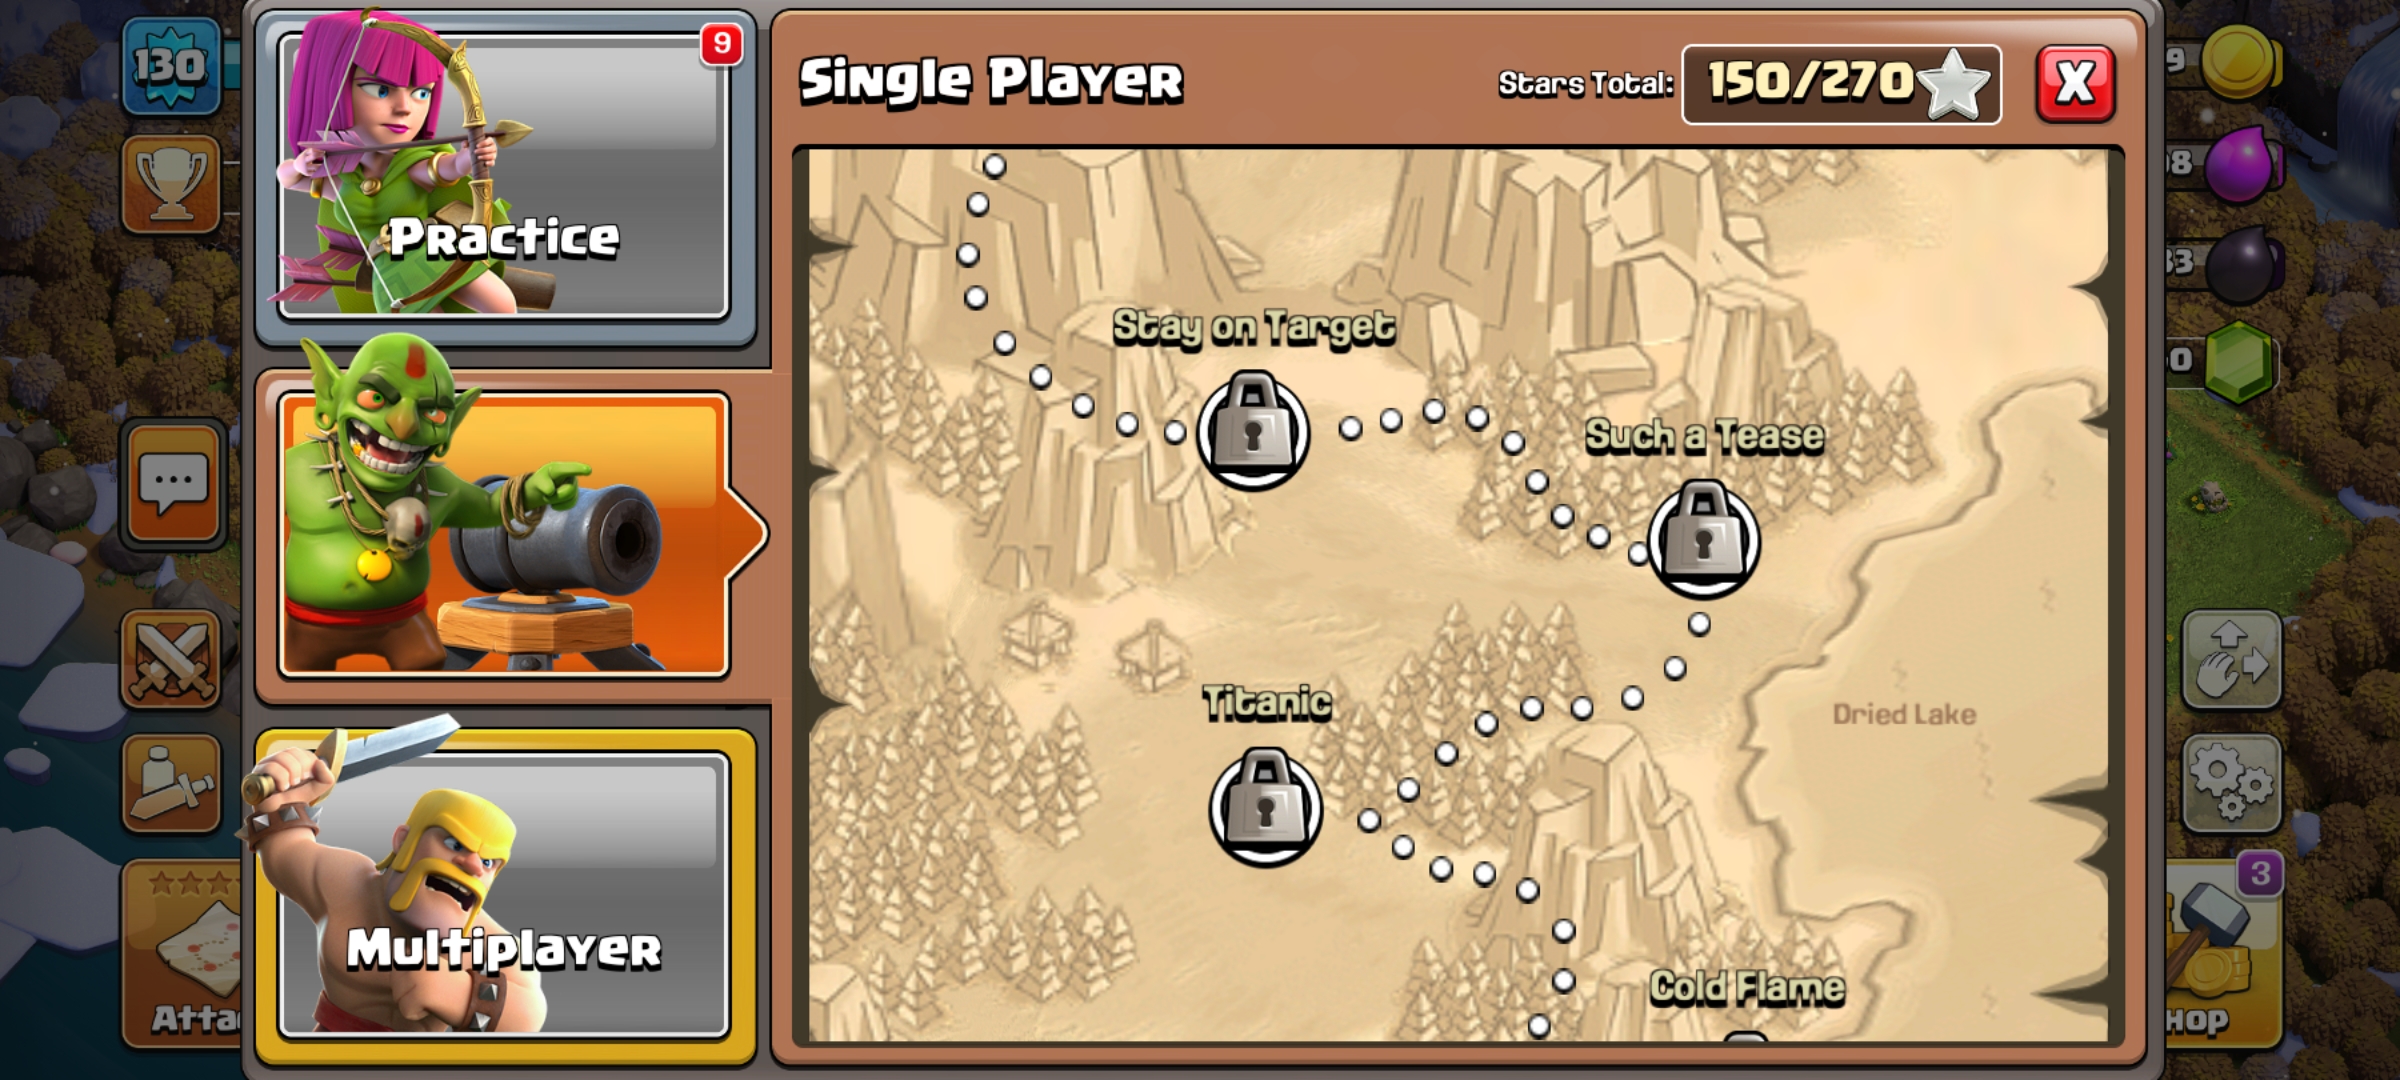 130
9
Practice
Multiplayer
Single Player
Stars Total: 150/270
X
Stay on Target
Such a Tease
Titanic
Dried Lake
Cold Flame
9
3